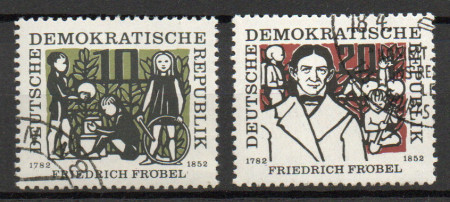 DEUTSCHE
DEMOKRATISCHE
REPUBLIK
10
1782
1852
FRIEDRICH FROBEL
DEUTSCHE
DEMOKRATISCHE
REPUBLIK
20
1782
1852
FRIEDRICH FROBEL